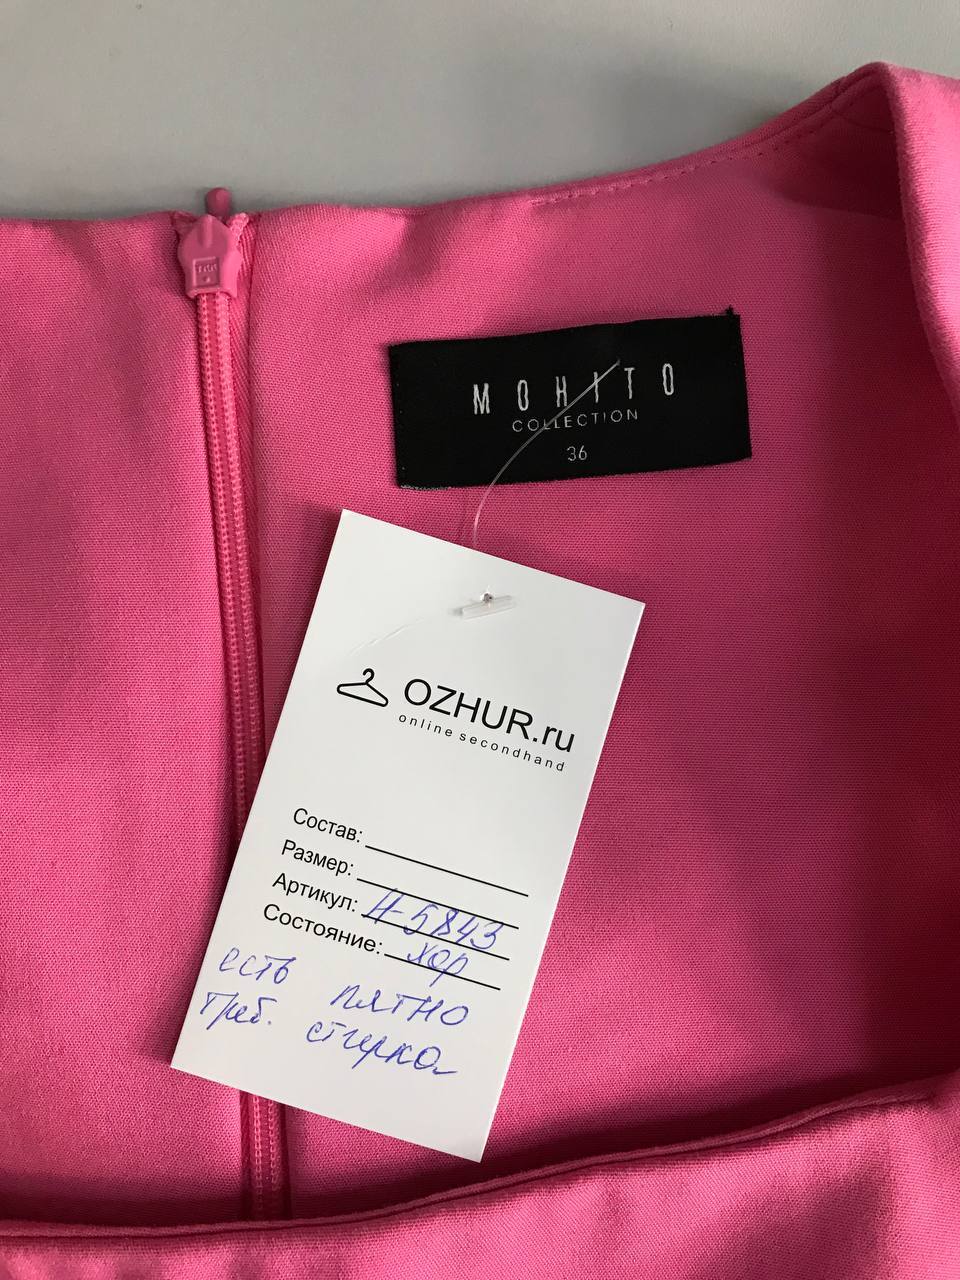 MOHITO
COLLECTION
36
OZHUR.ru
online secondhand
Состав:
Размер:
Артикул: Н-5843
Состояние: хор
есть пятно
треб. стирка